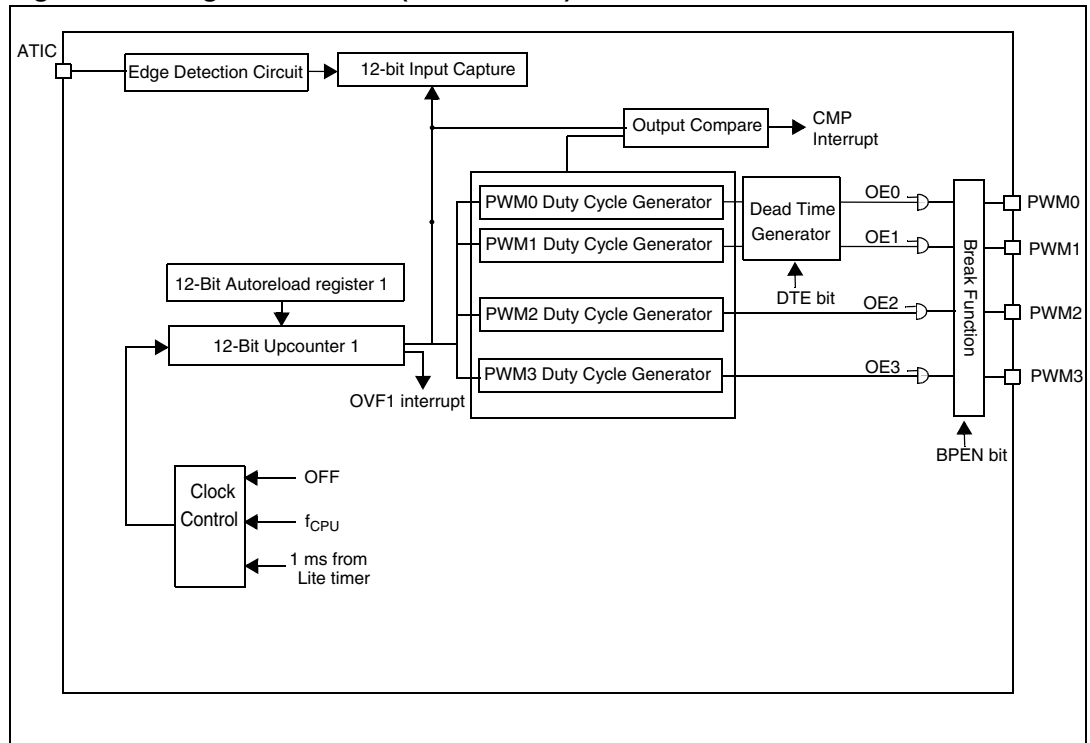 ATIC
Edge Detection Circuit
12-bit Input Capture
Output Compare
CMP
Interrupt
PWM0 Duty Cycle Generator
PWM1 Duty Cycle Generator
PWM2 Duty Cycle Generator
PWM3 Duty Cycle Generator
Dead Time
Generator
DTE bit
OE0
OE1
OE2
OE3
Break Function
BPEN bit
PWM0
PWM1
PWM2
PWM3
12-Bit Autoreload register 1
12-Bit Upcounter 1
OVF1 interrupt
Clock
Control
OFF
fCPU
1 ms from
Lite timer